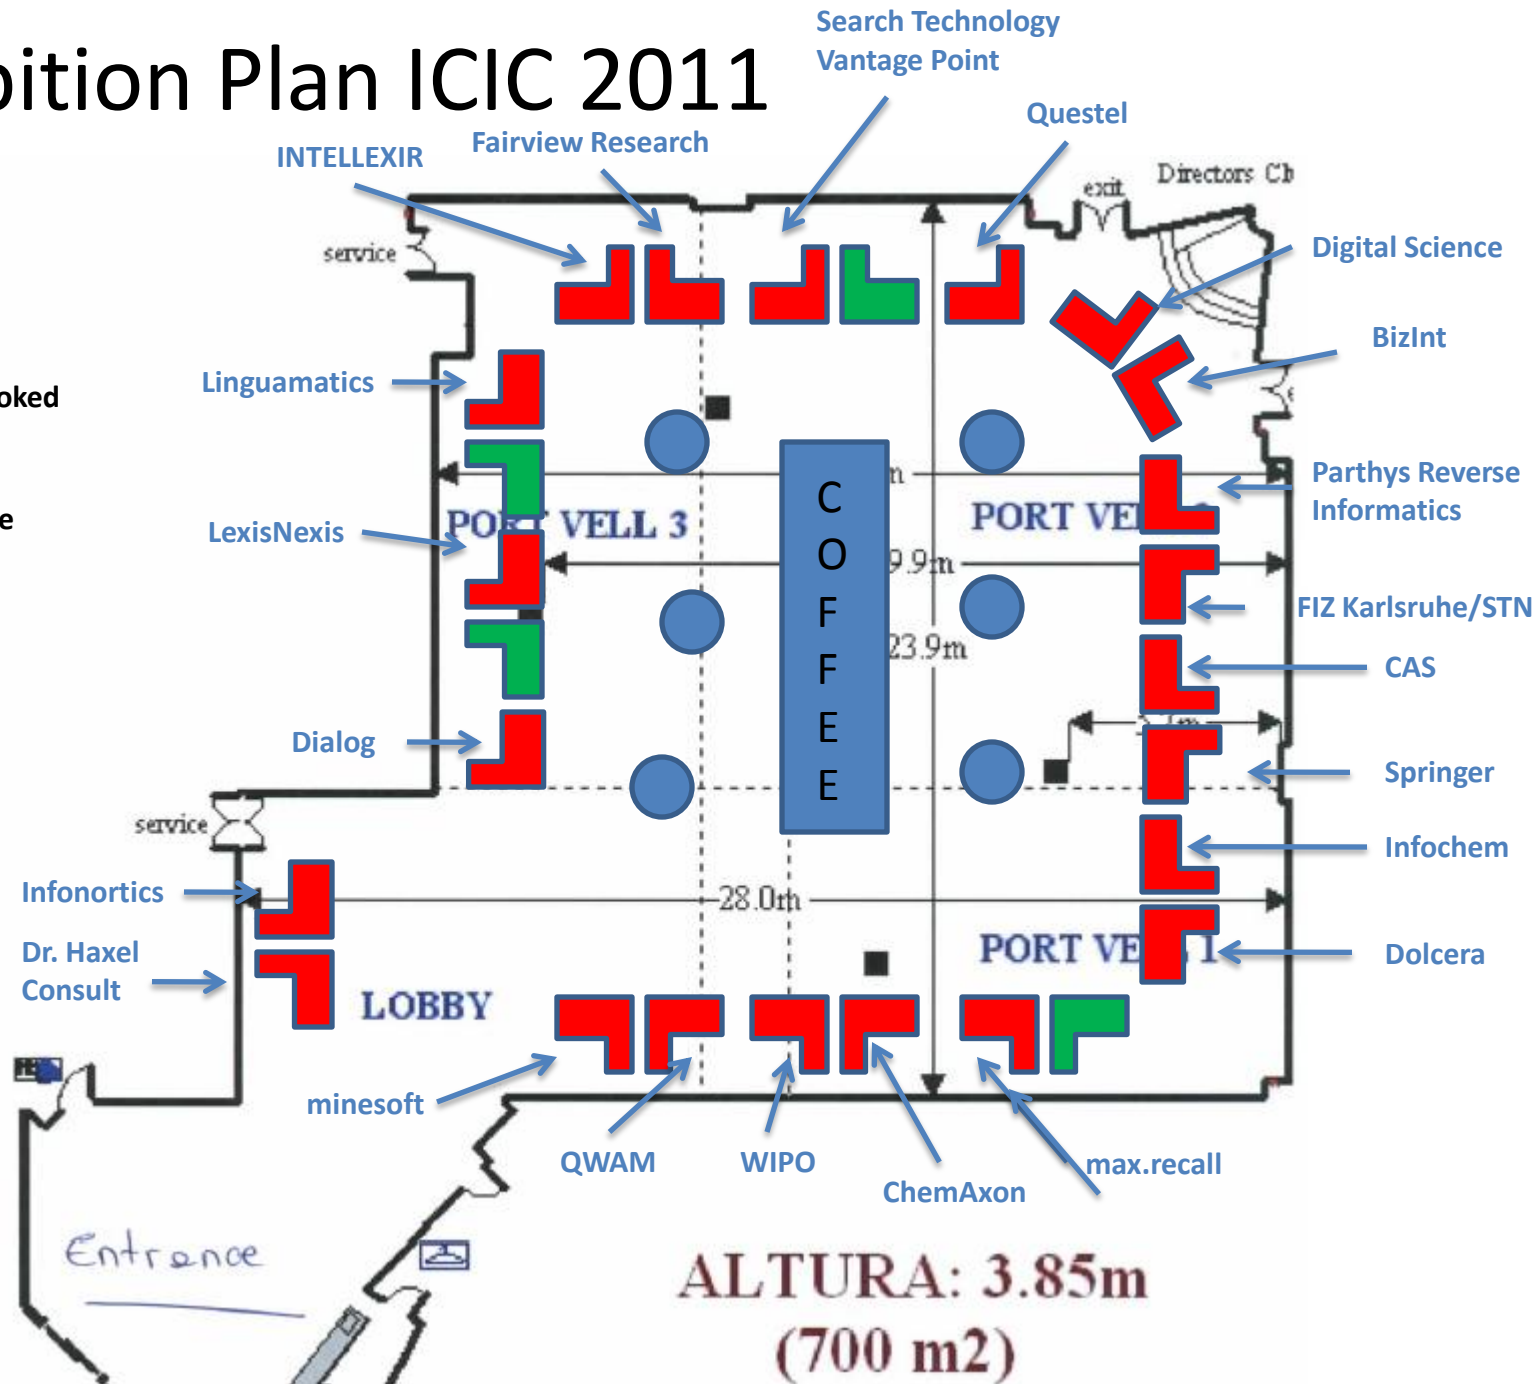 bition Plan ICIC 2011
Search Technology
Vantage Point
Questel
Fairview Research
INTELLEXIR
exit
Directors Cl
service
Digital Science
BizInt
Linguamatics
oked
Parthys Reverse
Informatics
e
LexisNexis
PORT VELL 3
PORT VE
C
O
F
F
E
E
9.9m
FIZ Karlsruhe/STN
23.9m
CAS
Dialog
Springer
service
Infochem
Infonortics
28.0m
Dr. Haxel
Consult
PORT VE 1
Dolcera
LOBBY
minesoft
QWAM
WIPO
ChemAxon
max.recall
Entrance
ALTURA: 3.85m
(700 m2)